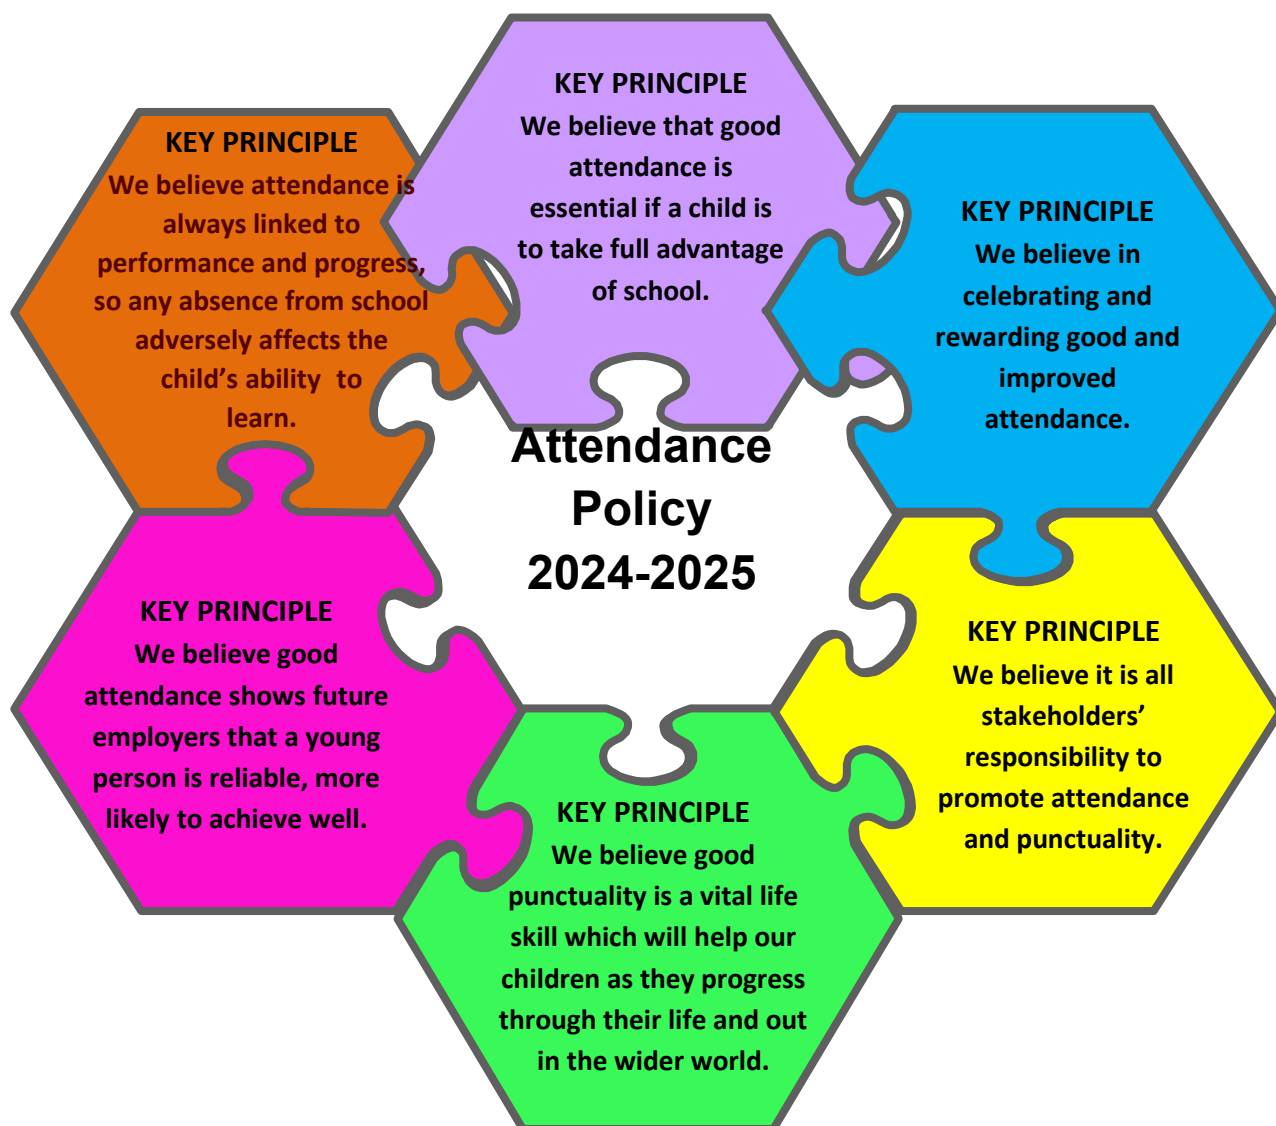 KEY PRINCIPLE
We believe that good
attendance is
essential if a child is
to take full advantage
of school.
KEY PRINCIPLE
We believe attendance is
always linked to
performance and progress,
so any absence from school
adversely affects the
child’s ability to
learn.
KEY PRINCIPLE
We believe in
celebrating and
rewarding good and
improved
attendance.
Attendance
Policy
2024-2025
KEY PRINCIPLE
We believe good
attendance shows future
employers that a young
person is reliable, more
likely to achieve well.
KEY PRINCIPLE
We believe it is all
stakeholders’
responsibility to
promote attendance
and punctuality.
KEY PRINCIPLE
We believe good
punctuality is a vital life
skill which will help our
children as they progress
through their life and out
in the wider world.